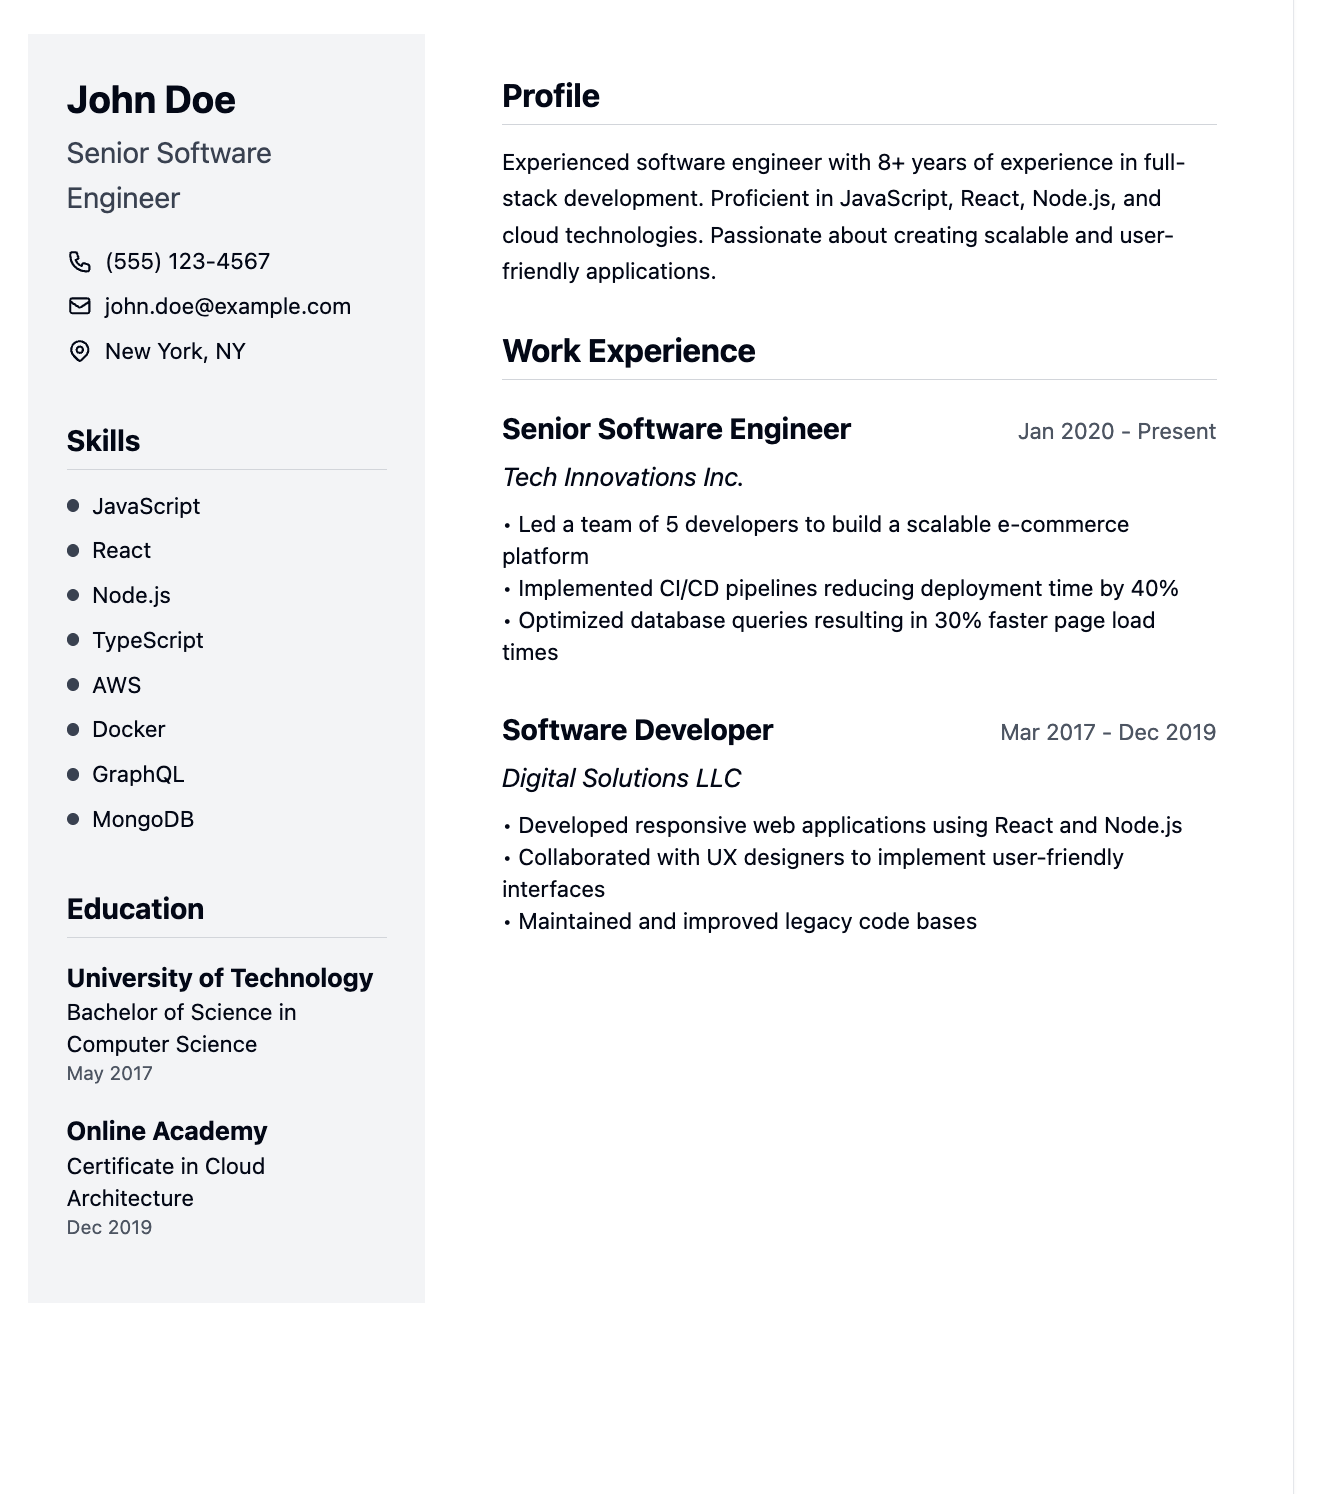 John Doe
Senior Software
Engineer
(555) 123-4567
john.doe@example.com
New York, NY
Skills
JavaScript
React
Node.js
TypeScript
AWS
Docker
GraphQL
MongoDB
Education
University of Technology
Bachelor of Science in
Computer Science
May 2017
Online Academy
Certificate in Cloud
Architecture
Dec 2019
Profile
Experienced software engineer with 8+ years of experience in full-
stack development. Proficient in JavaScript, React, Node.js, and
cloud technologies. Passionate about creating scalable and user-
friendly applications.
Work Experience
Senior Software Engineer Jan 2020 - Present
Tech Innovations Inc.
• Led a team of 5 developers to build a scalable e-commerce
platform
• Implemented CI/CD pipelines reducing deployment time by 40%
• Optimized database queries resulting in 30% faster page load
times
Software Developer Mar 2017 - Dec 2019
Digital Solutions LLC
• Developed responsive web applications using React and Node.js
• Collaborated with UX designers to implement user-friendly
interfaces
• Maintained and improved legacy code bases